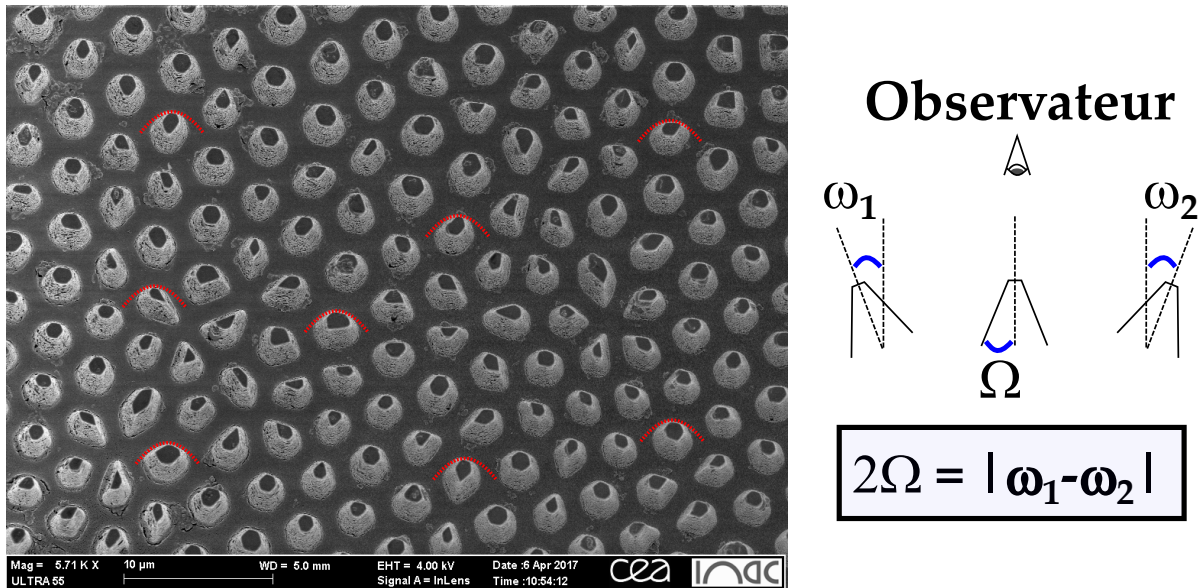 Observateur
ω1
ω2
Ω
2Ω = |ω1-ω2|
Mag = 5.71 K X
10 µm
WD = 5.0 mm
EHT = 4.00 kV
Date :6 Apr 2017
ULTRA 55
Signal A = InLens
Time :10:54:12
cea
inac